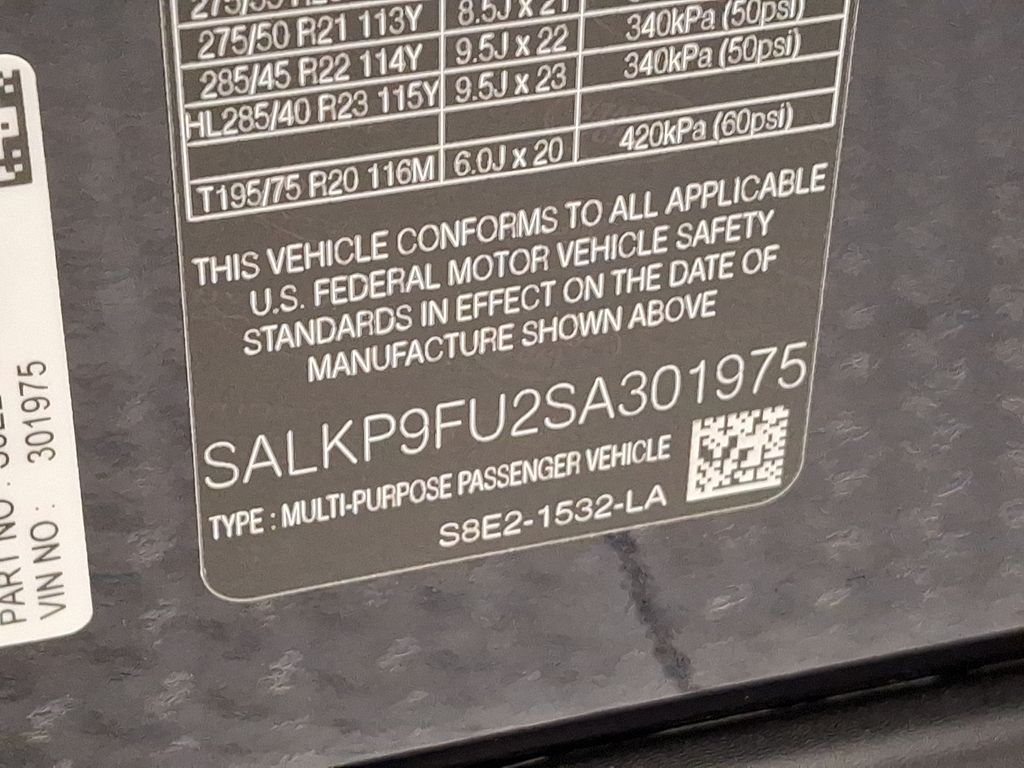 275/50 R21 113Y 8.5J x 21 340kPa (50psi)
285/45 R22 114Y 9.5J x 22 340kPa (50psi)
HL285/40 R23 115Y 9.5J x 23
T195/75 R20 116M 6.0J x 20 420kPa (60psi)
THIS VEHICLE CONFORMS TO ALL APPLICABLE
U.S. FEDERAL MOTOR VEHICLE SAFETY
STANDARDS IN EFFECT ON THE DATE OF
MANUFACTURE SHOWN ABOVE
SALKP9FU2SA301975
TYPE : MULTI-PURPOSE PASSENGER VEHICLE
S8E2-1532-LA
PART NO :
VIN NO : 301975